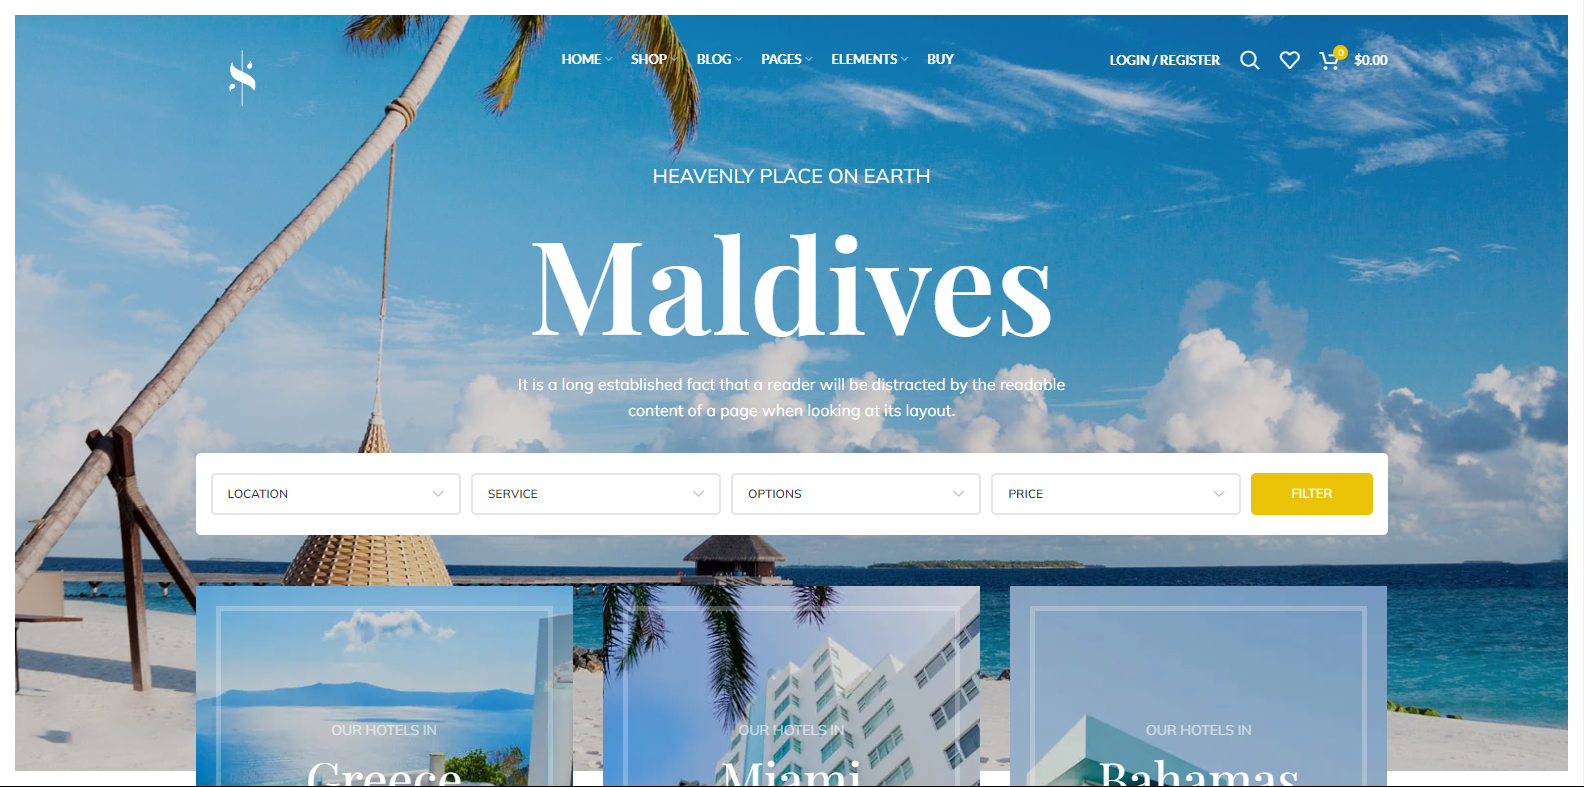 HOME SHOP BLOG PAGES ELEMENTS BUY LOGIN / REGISTER 0 $0.00
HEAVENLY PLACE ON EARTH
Maldives
It is a long established fact that a reader will be distracted by the readable
content of a page when looking at its layout.
LOCATION SERVICE OPTIONS PRICE FILTER
OUR HOTELS IN OUR HOTELS IN OUR HOTELS IN
Greece Miami Bahamas